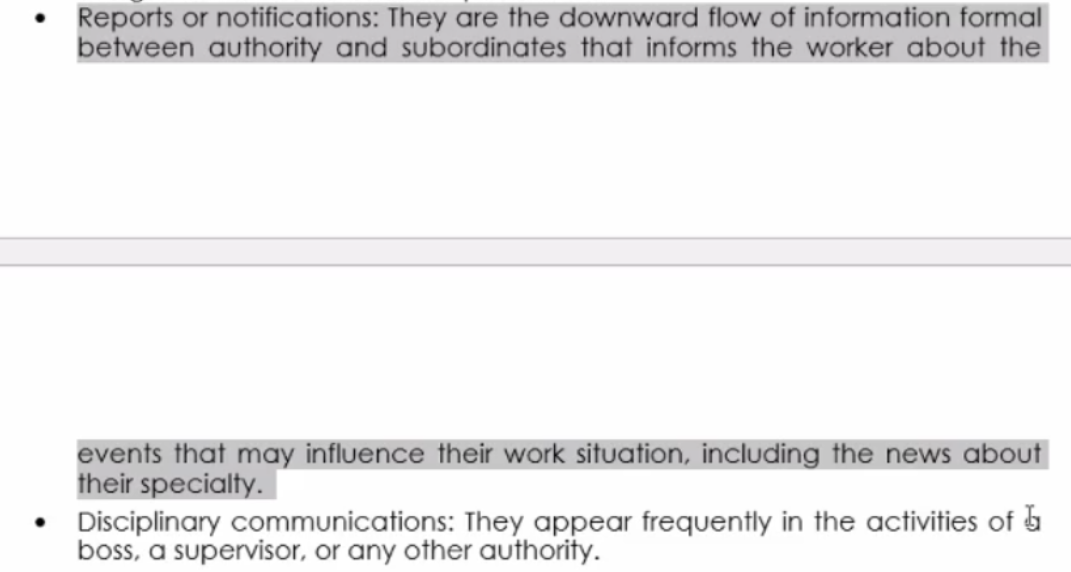 Reports or notifications: They are the downward flow of information formal
between authority and subordinates that informs the worker about the
events that may influence their work situation, including the news about
their specialty.
Disciplinary communications: They appear frequently in the activities of a
boss, a supervisor, or any other authority.